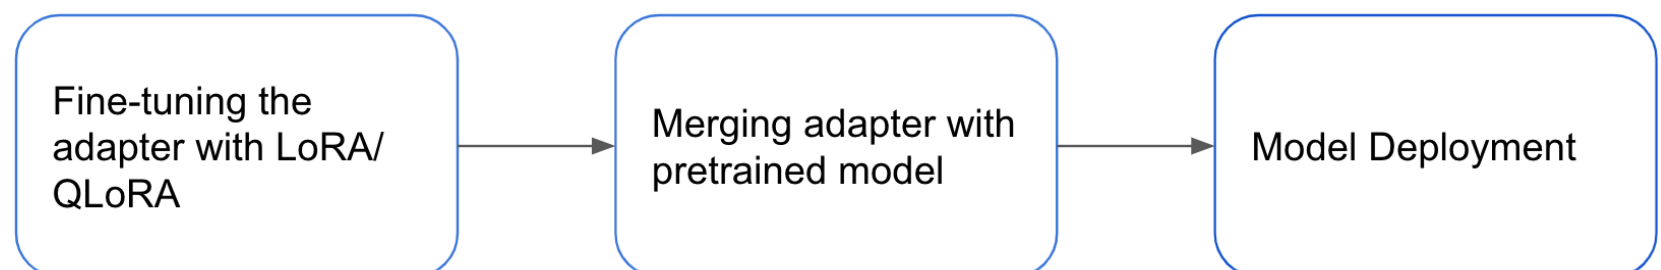 Fine-tuning the
adapter with LoRA/
QLoRA
Merging adapter with
pretrained model
Model Deployment